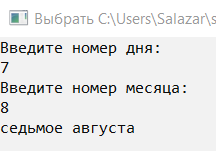 Выбрать C:\Users\Salazar\s
Введите номер дня:
7
Введите номер месяца:
8
седьмое августа